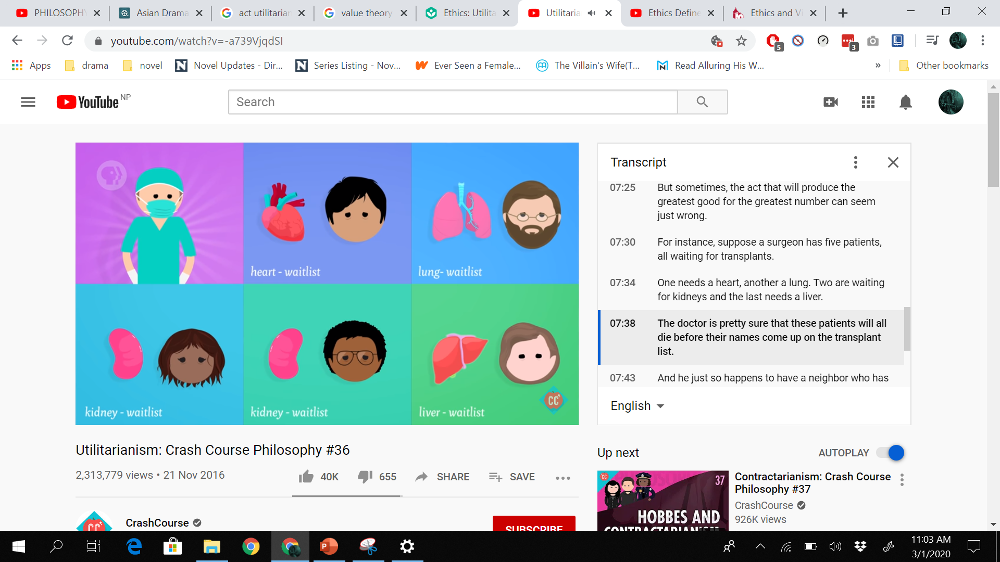 PHILOSOPHY
Asian Drama
act utilitarian
value theory
Ethics: Utilita
Utilitaria
Ethics Define
Ethics and Vi
youtube.com/watch?v=-a739VjqdSI
5
3
Apps
drama
novel
Novel Updates - Dir...
Series Listing - Nov...
Ever Seen a Female...
The Villain's Wife(T...
Read Alluring His W...
»
Other bookmarks
YouTube NP
Search
heart - waitlist
lung- waitlist
kidney - waitlist
kidney - waitlist
liver - waitlist
CC
Transcript
07:25 But sometimes, the act that will produce the
greatest good for the greatest number can seem
just wrong.
07:30 For instance, suppose a surgeon has five patients,
all waiting for transplants.
07:34 One needs a heart, another a lung. Two are waiting
for kidneys and the last needs a liver.
07:38 The doctor is pretty sure that these patients will all
die before their names come up on the transplant
list.
07:43 And he just so happens to have a neighbor who has
English
Utilitarianism: Crash Course Philosophy #36
2,313,779 views • 21 Nov 2016
40K
655
SHARE
SAVE
CC
CrashCourse
SUBSCRIBE
Up next
AUTOPLAY
CC
37
HOBBES AND
CONTRACTARIANISM
Contractarianism: Crash Course
Philosophy #37
CrashCourse
926K views
11:03 AM
3/1/2020